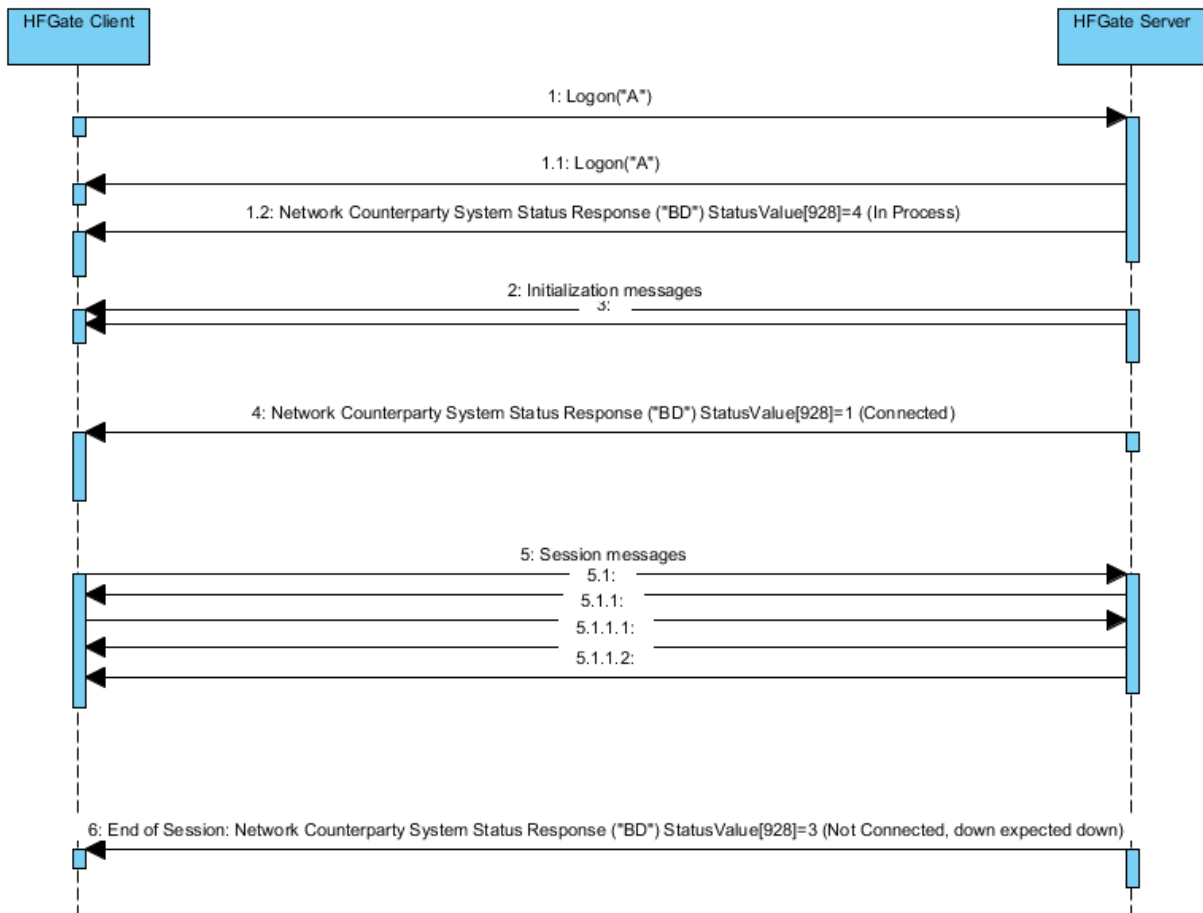 HFGate Client
HFGate Server
1: Logon("A")
1.1: Logon("A")
1.2: Network Counterparty System Status Response ("BD") StatusValue[928]=4 (In Process)
2: Initialization messages
3:
4: Network Counterparty System Status Response ("BD") StatusValue[928]=1 (Connected)
5: Session messages
5.1:
5.1.1:
5.1.1.1:
5.1.1.2:
6: End of Session: Network Counterparty System Status Response ("BD") StatusValue[928]=3 (Not Connected, down expected down)